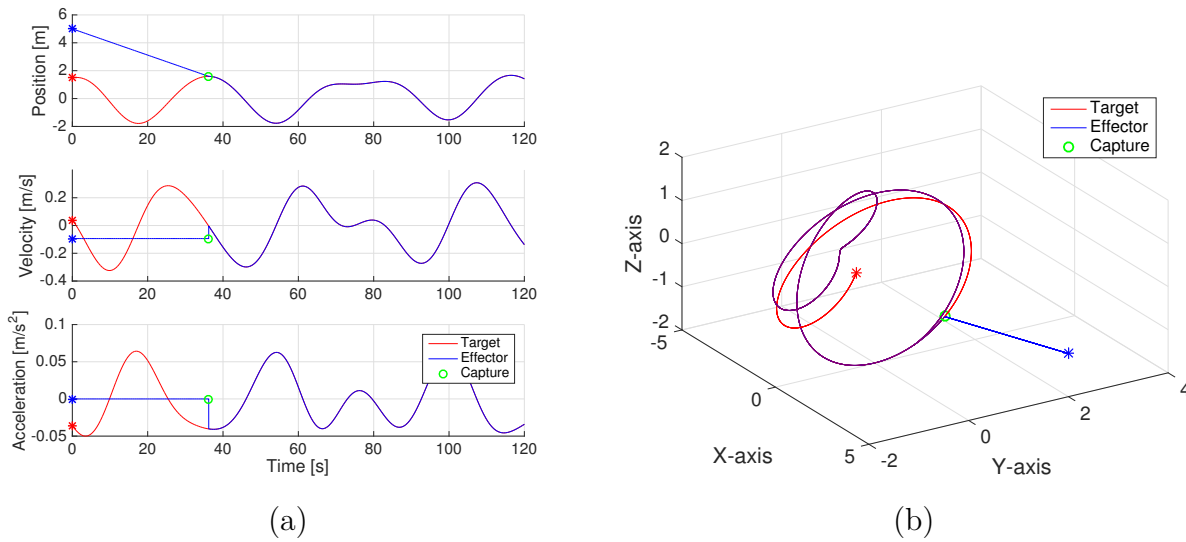 6
4
2
0
-2
Position [m]
0 20 40 60 80 100 120
0.2
0
-0.2
-0.4
Velocity [m/s]
0 20 40 60 80 100 120
0.1
0.05
0
-0.05
Acceleration [m/s²]
Target
Effector
Capture
0 20 40 60 80 100 120
Time [s]
(a)
Target
Effector
Capture
2
1
0
-1
-2
Z-axis
-5
0
5
X-axis
-2
0
2
4
Y-axis
(b)